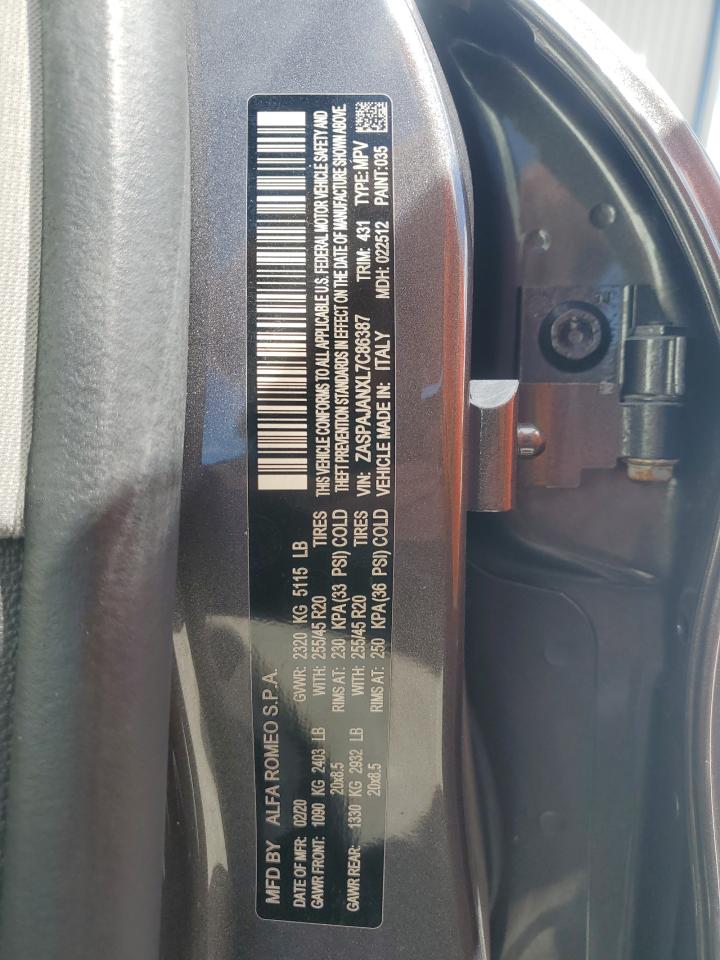 MFD BY ALFA ROMEO S.P.A.
DATE OF MFR: 02/20 GVWR: 2320 KG 5115 LB
GAWR FRONT: 1090 KG 2403 LB WITH: 255/45 R20 TIRES
20x8.5 RIMS AT: 230 KPA(33 PSI) COLD
GAWR REAR: 1330 KG 2932 LB WITH: 255/45 R20 TIRES
20x8.5 RIMS AT: 250 KPA(36 PSI) COLD
THIS VEHICLE CONFORMS TO ALL APPLICABLE U.S. FEDERAL MOTOR VEHICLE SAFETY AND
THEFT PREVENTION STANDARDS IN EFFECT ON THE DATE OF MANUFACTURE SHOWN ABOVE.
VIN: ZASPAJANXL7C86387 TRIM: 431 TYPE:MPV
VEHICLE MADE IN: ITALY MDH: 022512 PAINT:035